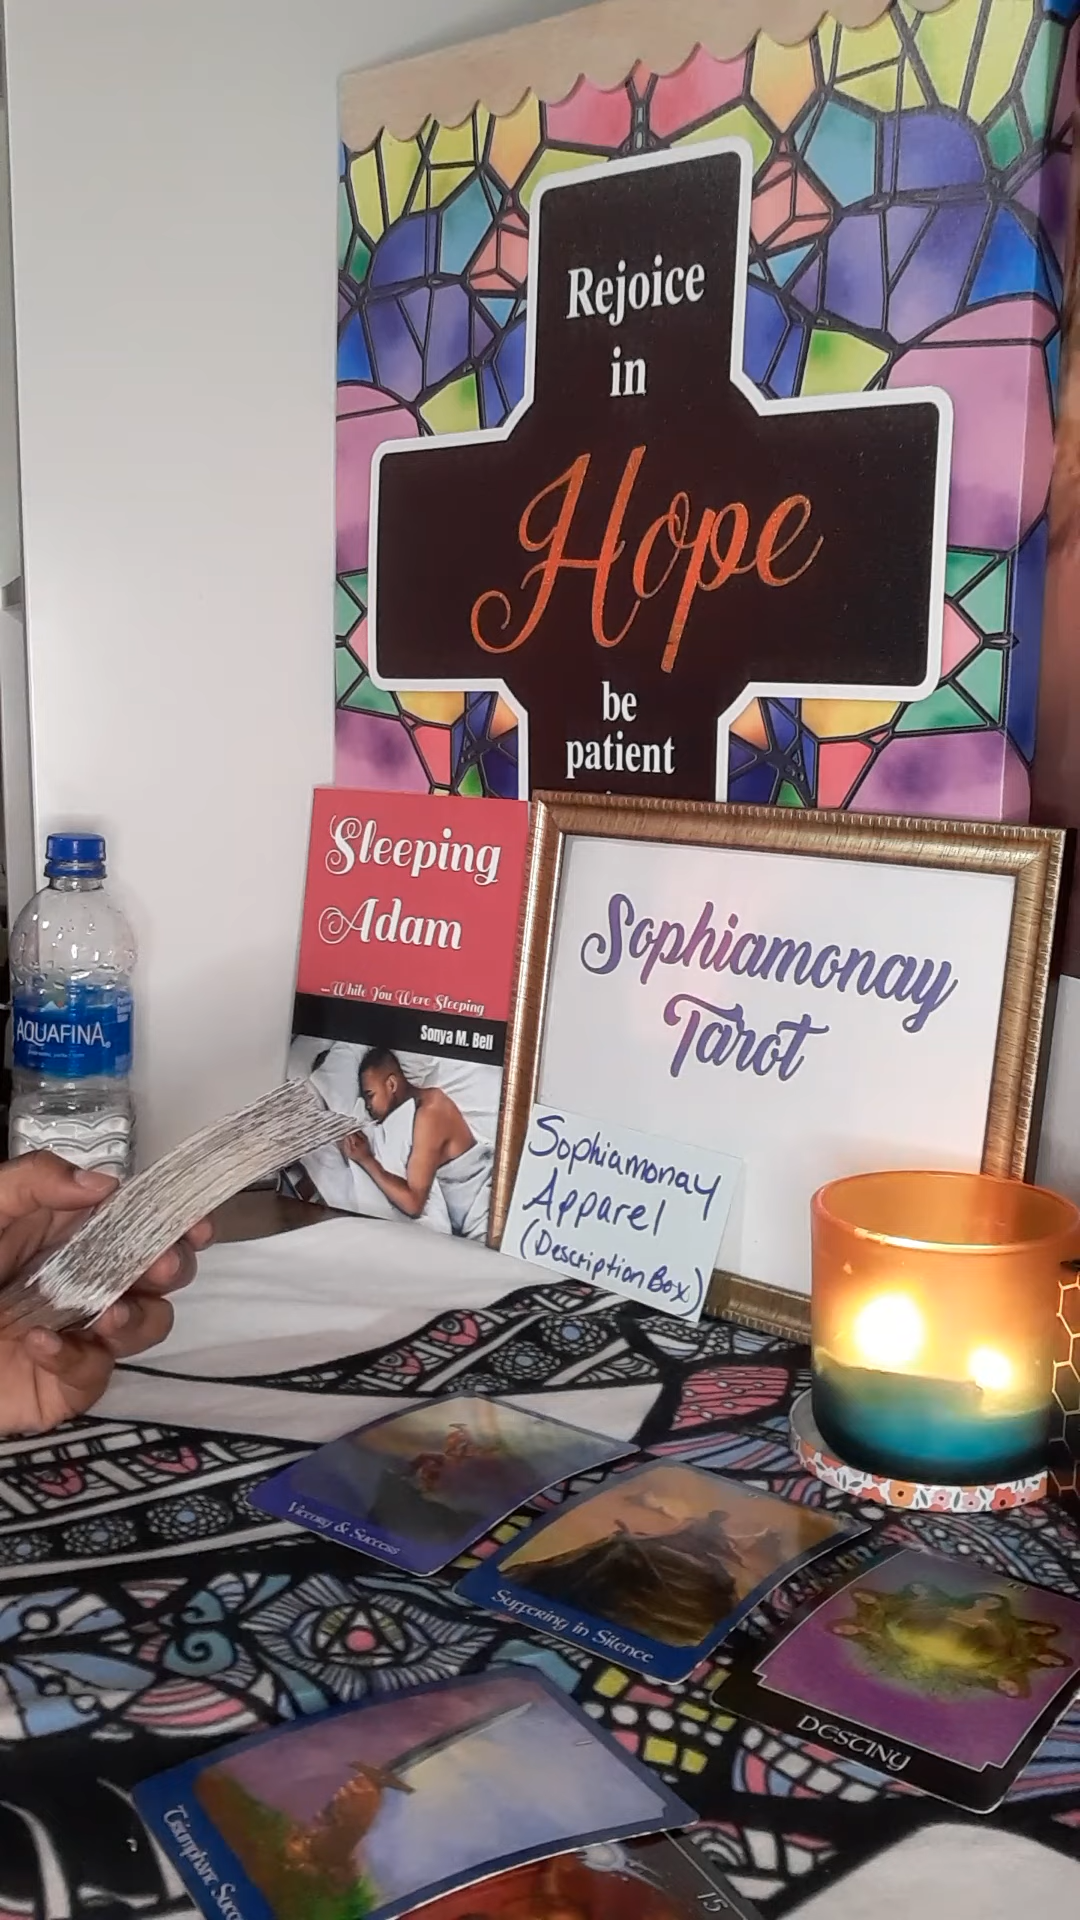 Rejoice
in
Hope
be
patient
Sleeping
Adam
—While You Were Sleeping
Sonya M. Bell
Sophiamonay
Tarot
AQUAFINA
Sophiamonay
Apparel
(Description Box)
Victory & Success
Suffering in Silence
DESTINY
Triumphant
15